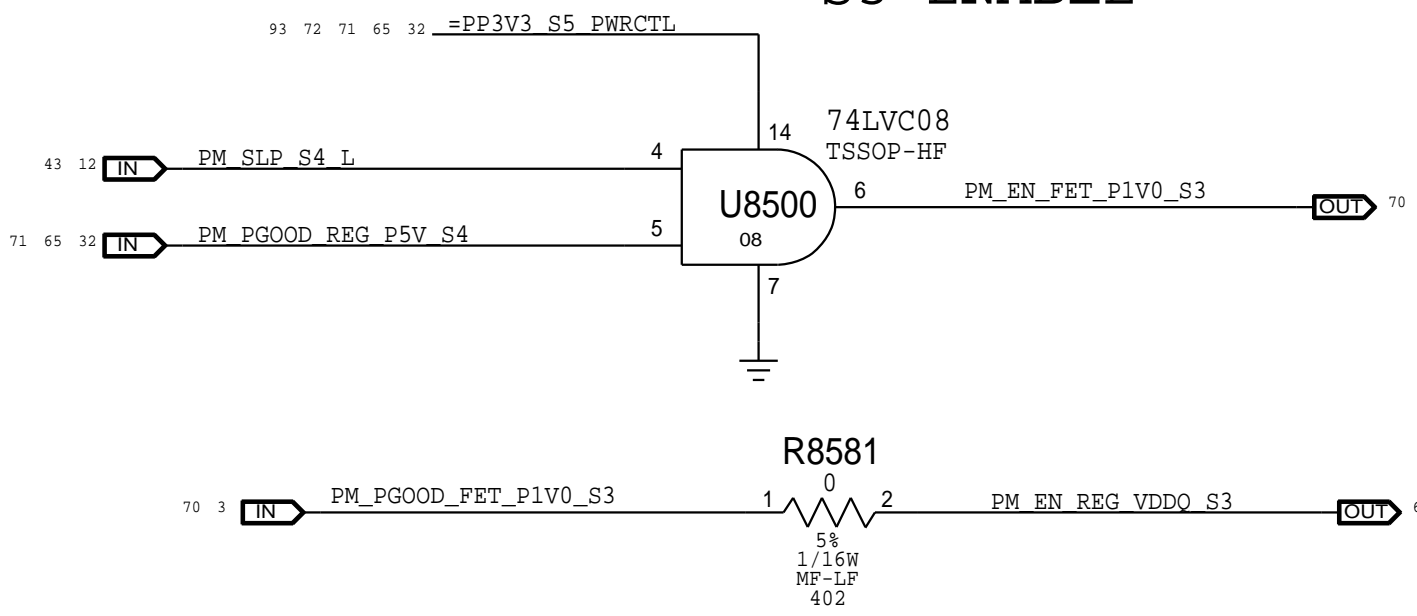 93 72 71 65 32 =PP3V3_S5_PWRCTL
74LVC08
TSSOP-HF
14
43 12 IN PM_SLP_S4_L 4
U8500
08
6 PM_EN_FET_P1V0_S3 OUT 70
71 65 32 IN PM_PGOOD_REG_P5V_S4 5
7
R8581
0
70 3 IN PM_PGOOD_FET_P1V0_S3 1 2 PM_EN_REG_VDDQ_S3 OUT
5%
1/16W
MF-LF
402